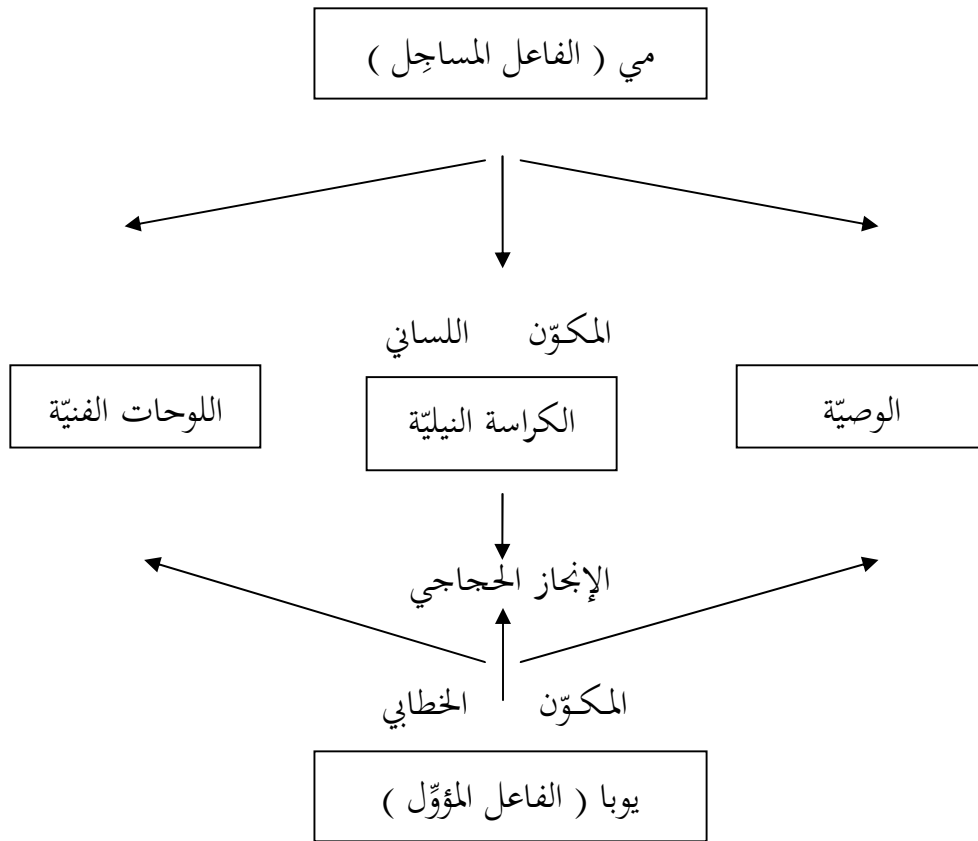 مي ( الفاعل المساجِل )
المكوّن اللساني
الوصيّة
الكراسة النيليّة
اللوحات الفنيّة
الإنجاز الحجاجي
المكوّن الخطابي
يوبا ( الفاعل المؤوِّل )